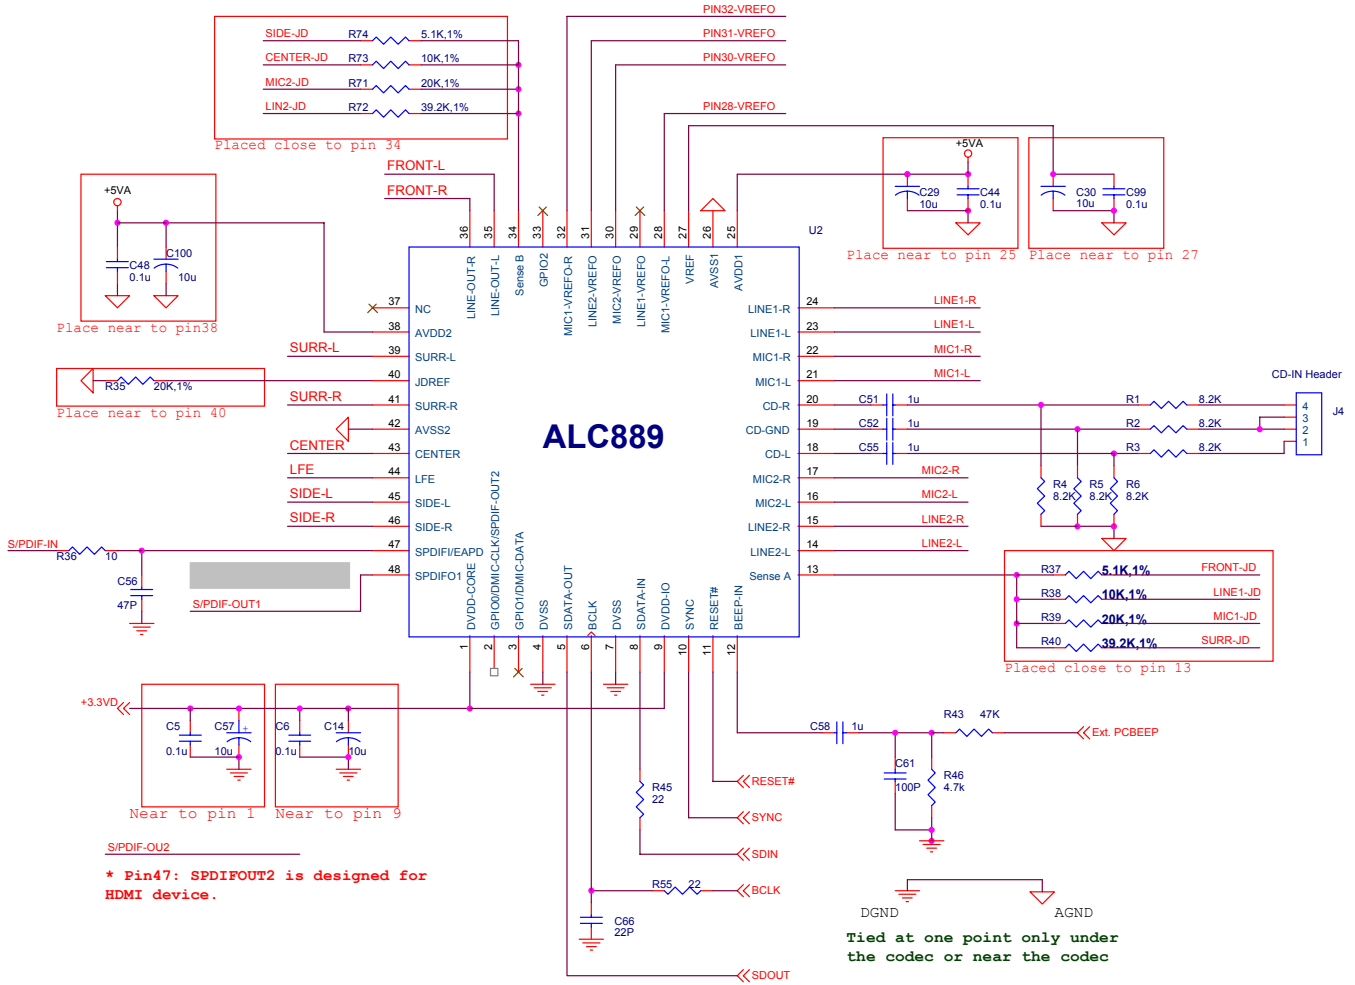 PIN32-VREFO
PIN31-VREFO
PIN30-VREFO
PIN28-VREFO
SIDE-JD R74 5.1K,1%
CENTER-JD R73 10K,1%
MIC2-JD R71 20K,1%
LIN2-JD R72 39.2K,1%
Placed close to pin 34
FRONT-L
FRONT-R
+5VA
C48 0.1u
C100 10u
Place near to pin38
+5VA
C29 10u
C44 0.1u
Place near to pin 25
C30 10u
C99 0.1u
Place near to pin 27
U2
36 LINE-OUT-R
35 LINE-OUT-L
34 Sense B
33 GPIO2
32 MIC1-VREFO-R
31 LINE2-VREFO
30 MIC2-VREFO
29 LINE1-VREFO
28 MIC1-VREFO-L
27 VREF
26 AVSS1
25 AVDD1
37 NC
38 AVDD2
SURR-L 39 SURR-L
R35 20K,1% 40 JDREF
Place near to pin 40
SURR-R 41 SURR-R
42 AVSS2
CENTER 43 CENTER
LFE 44 LFE
SIDE-L 45 SIDE-L
SIDE-R 46 SIDE-R
S/PDIF-IN R36 10 47 SPDIFI/EAPD
C56 47P
48 SPDIFO1
S/PDIF-OUT1
ALC889
LINE1-R 24 LINE1-R
LINE1-L 23 LINE1-L
MIC1-R 22 MIC1-R
MIC1-L 21 MIC1-L
CD-R 20 C51 1u R1 8.2K
CD-GND 19 C52 1u R2 8.2K
CD-L 18 C55 1u R3 8.2K
CD-IN Header
J4
4
3
2
1
MIC2-R 17 MIC2-R
MIC2-L 16 MIC2-L
LINE2-R 15 LINE2-R
LINE2-L 14 LINE2-L
Sense A 13
R4 8.2K
R5 8.2K
R6 8.2K
R37 5.1K,1% FRONT-JD
R38 10K,1% LINE1-JD
R39 20K,1% MIC1-JD
R40 39.2K,1% SURR-JD
Placed close to pin 13
1 DVDD-CORE
2 GPIO0/DMIC-CLK/SPDIF-OUT2
3 GPIO1/DMIC-DATA
4 DVSS
5 SDATA-OUT
6 BCLK
7 DVSS
8 SDATA-IN
9 DVDD-IO
10 SYNC
11 RESET#
12 BEEP-IN
+3.3VD
C5 0.1u
C57 + 10u
Near to pin 1
C6 0.1u
C14 10u
Near to pin 9
C58 1u
R43 47K
Ext. PCBEEP
C61 100P
R46 4.7k
R45 22
RESET#
SYNC
SDIN
R55 22 BCLK
C66 22P
SDOUT
S/PDIF-OU2
* Pin47: SPDIFOUT2 is designed for
HDMI device.
DGND AGND
Tied at one point only under
the codec or near the codec